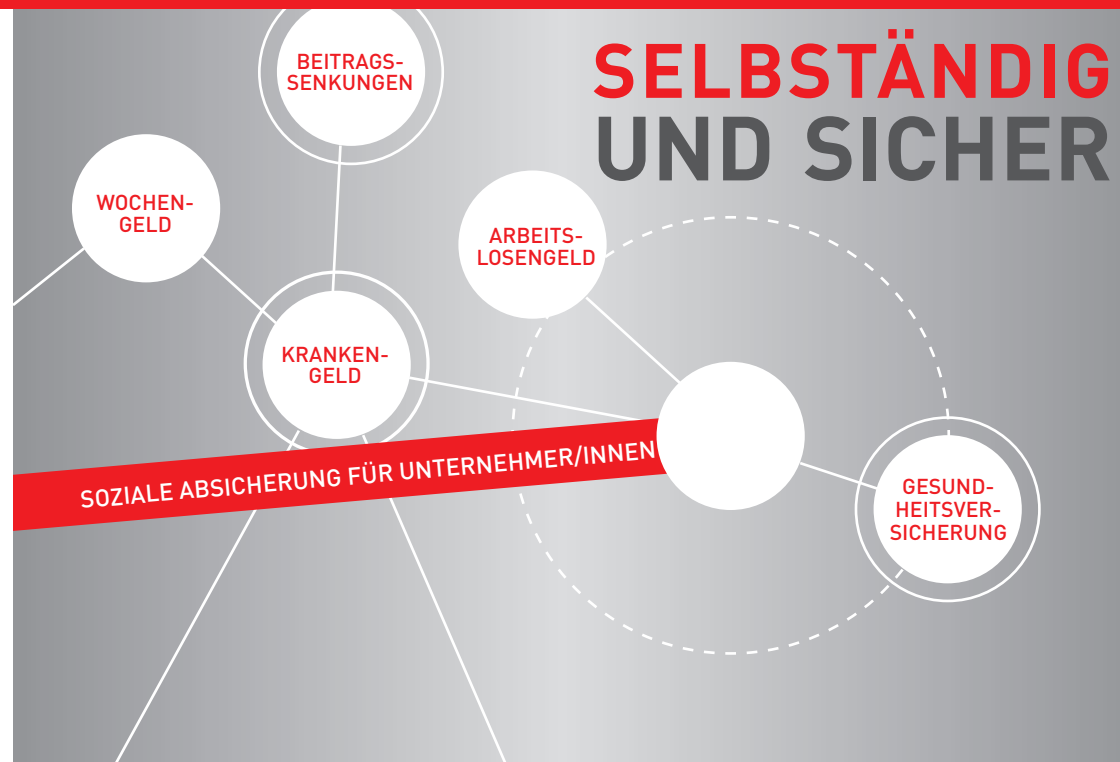 SELBSTÄNDIG
UND SICHER
BEITRAGS-
SENKUNGEN
WOCHEN-
GELD
ARBEITS-
LOSENGELD
KRANKEN-
GELD
SOZIALE ABSICHERUNG FÜR UNTERNEHMER/INNEN
GESUND-
HEITSVER-
SICHERUNG